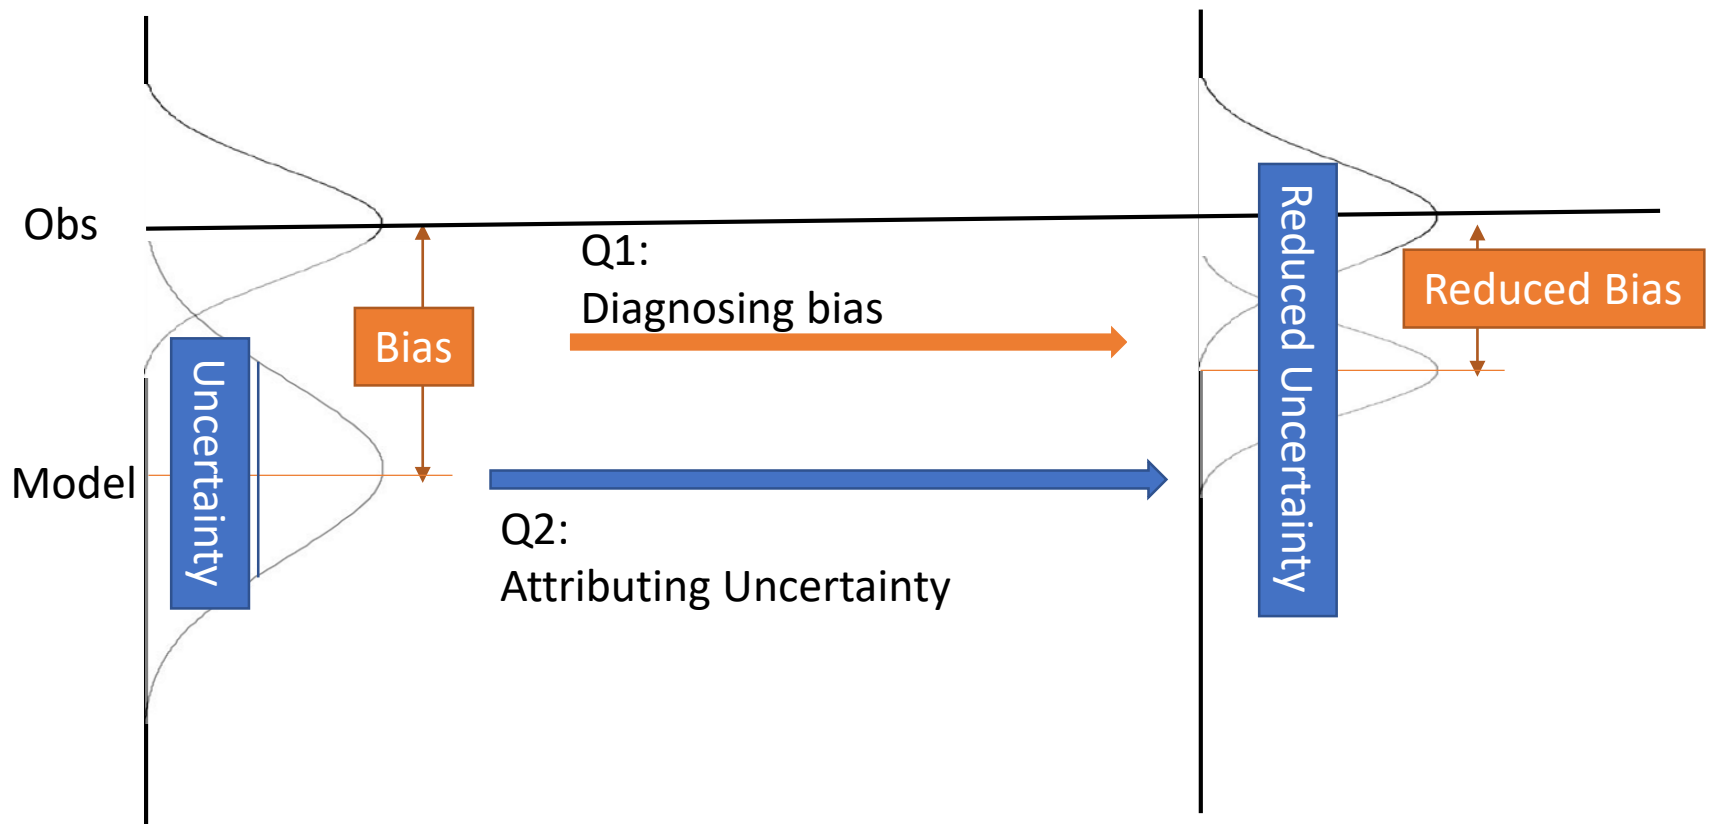 Obs
Model
Uncertainty
Bias
Q1:
Diagnosing bias
Q2:
Attributing Uncertainty
Reduced Uncertainty
Reduced Bias